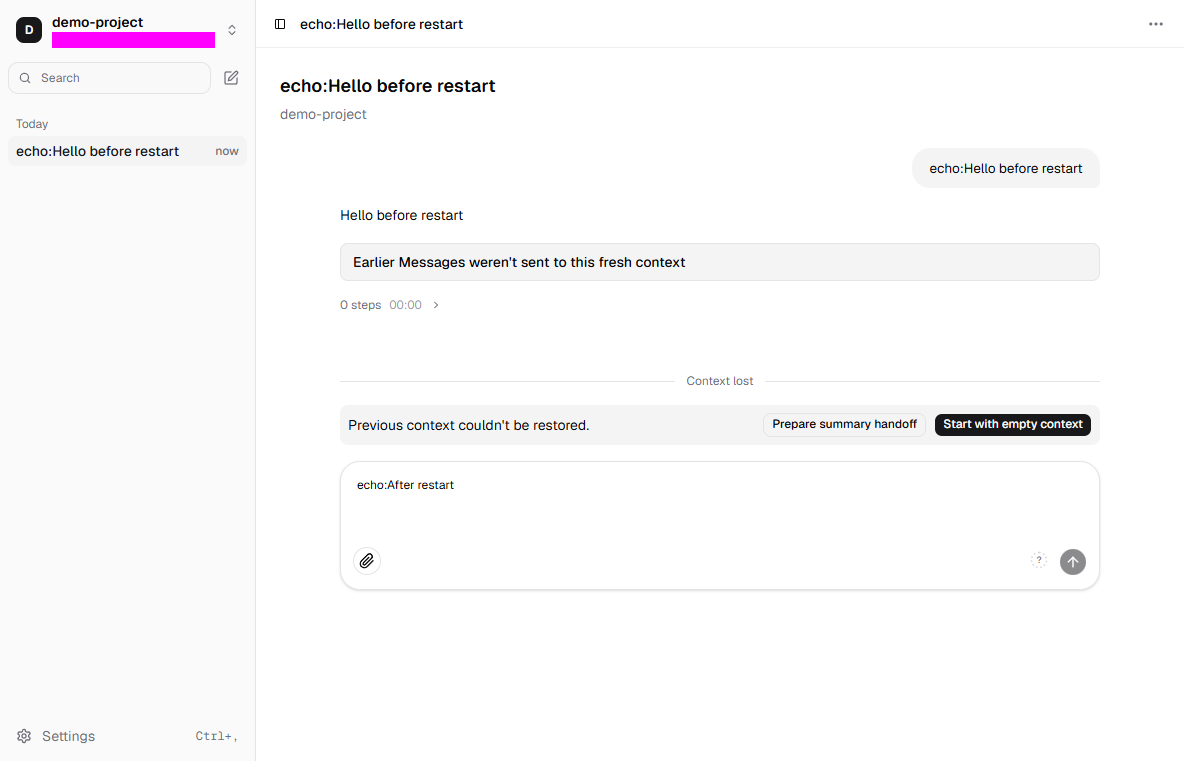 D
demo-project
Search
Today
echo:Hello before restart now
Settings Ctrl+,
echo:Hello before restart
echo:Hello before restart
demo-project
echo:Hello before restart
Hello before restart
Earlier Messages weren't sent to this fresh context
0 steps 00:00
Context lost
Previous context couldn't be restored. Prepare summary handoff Start with empty context
echo:After restart
?